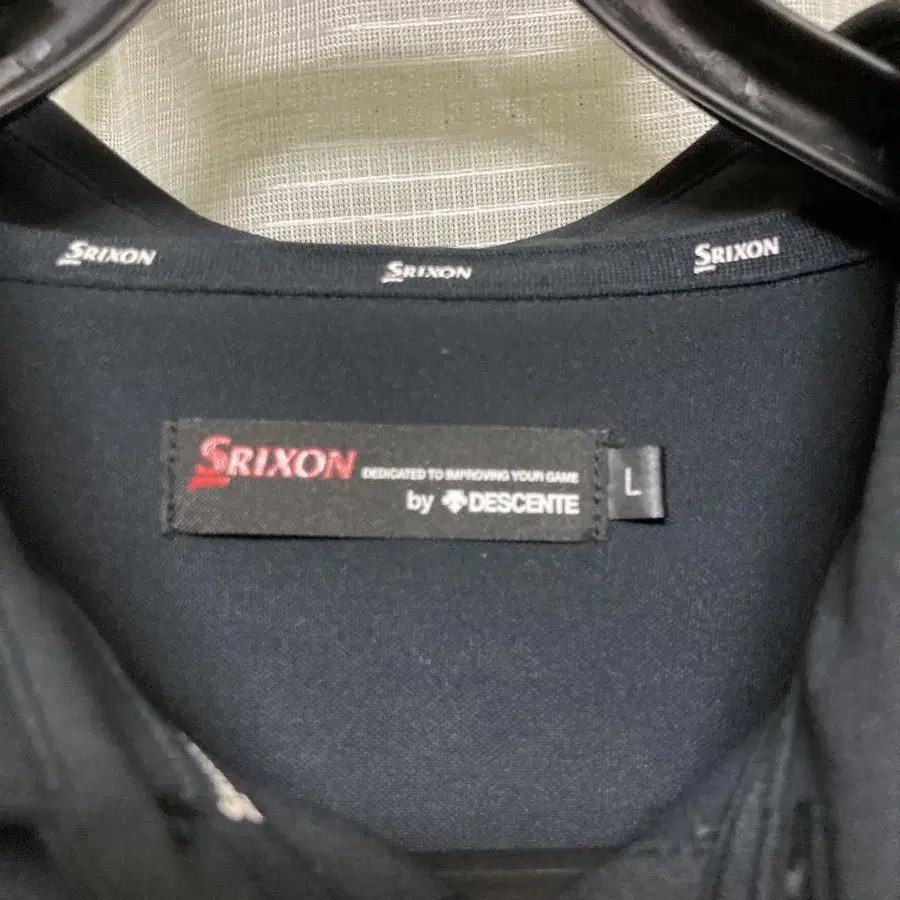 SRIXON SRIXON SRIXON
SRIXON DEDICATED TO IMPROVING YOUR GAME
by DESCENTE
L